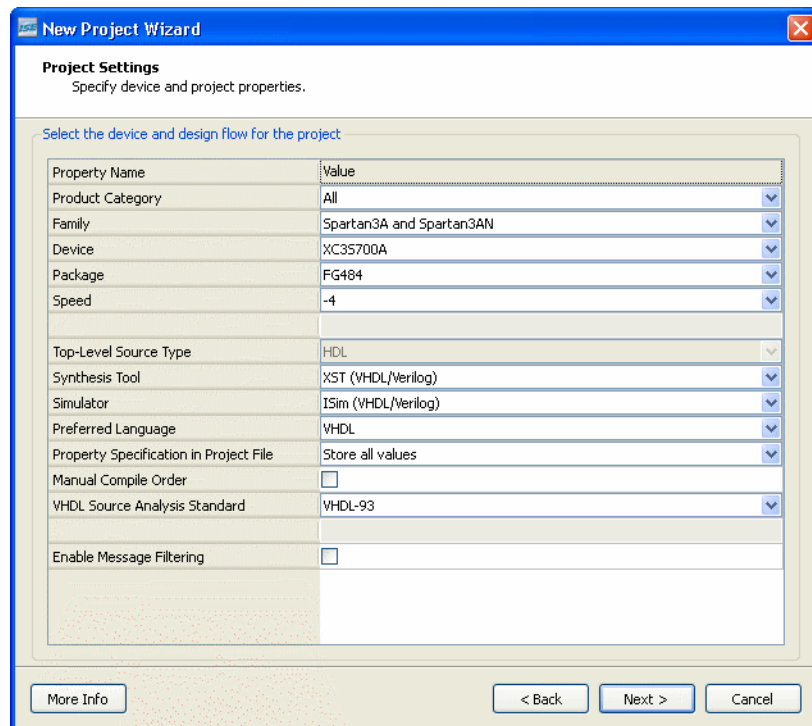 ISE New Project Wizard
Project Settings
Specify device and project properties.
Select the device and design flow for the project
Property Name Value
Product Category All
Family Spartan3A and Spartan3AN
Device XC3S700A
Package FG484
Speed -4
Top-Level Source Type HDL
Synthesis Tool XST (VHDL/Verilog)
Simulator ISim (VHDL/Verilog)
Preferred Language VHDL
Property Specification in Project File Store all values
Manual Compile Order
VHDL Source Analysis Standard VHDL-93
Enable Message Filtering
More Info < Back Next > Cancel